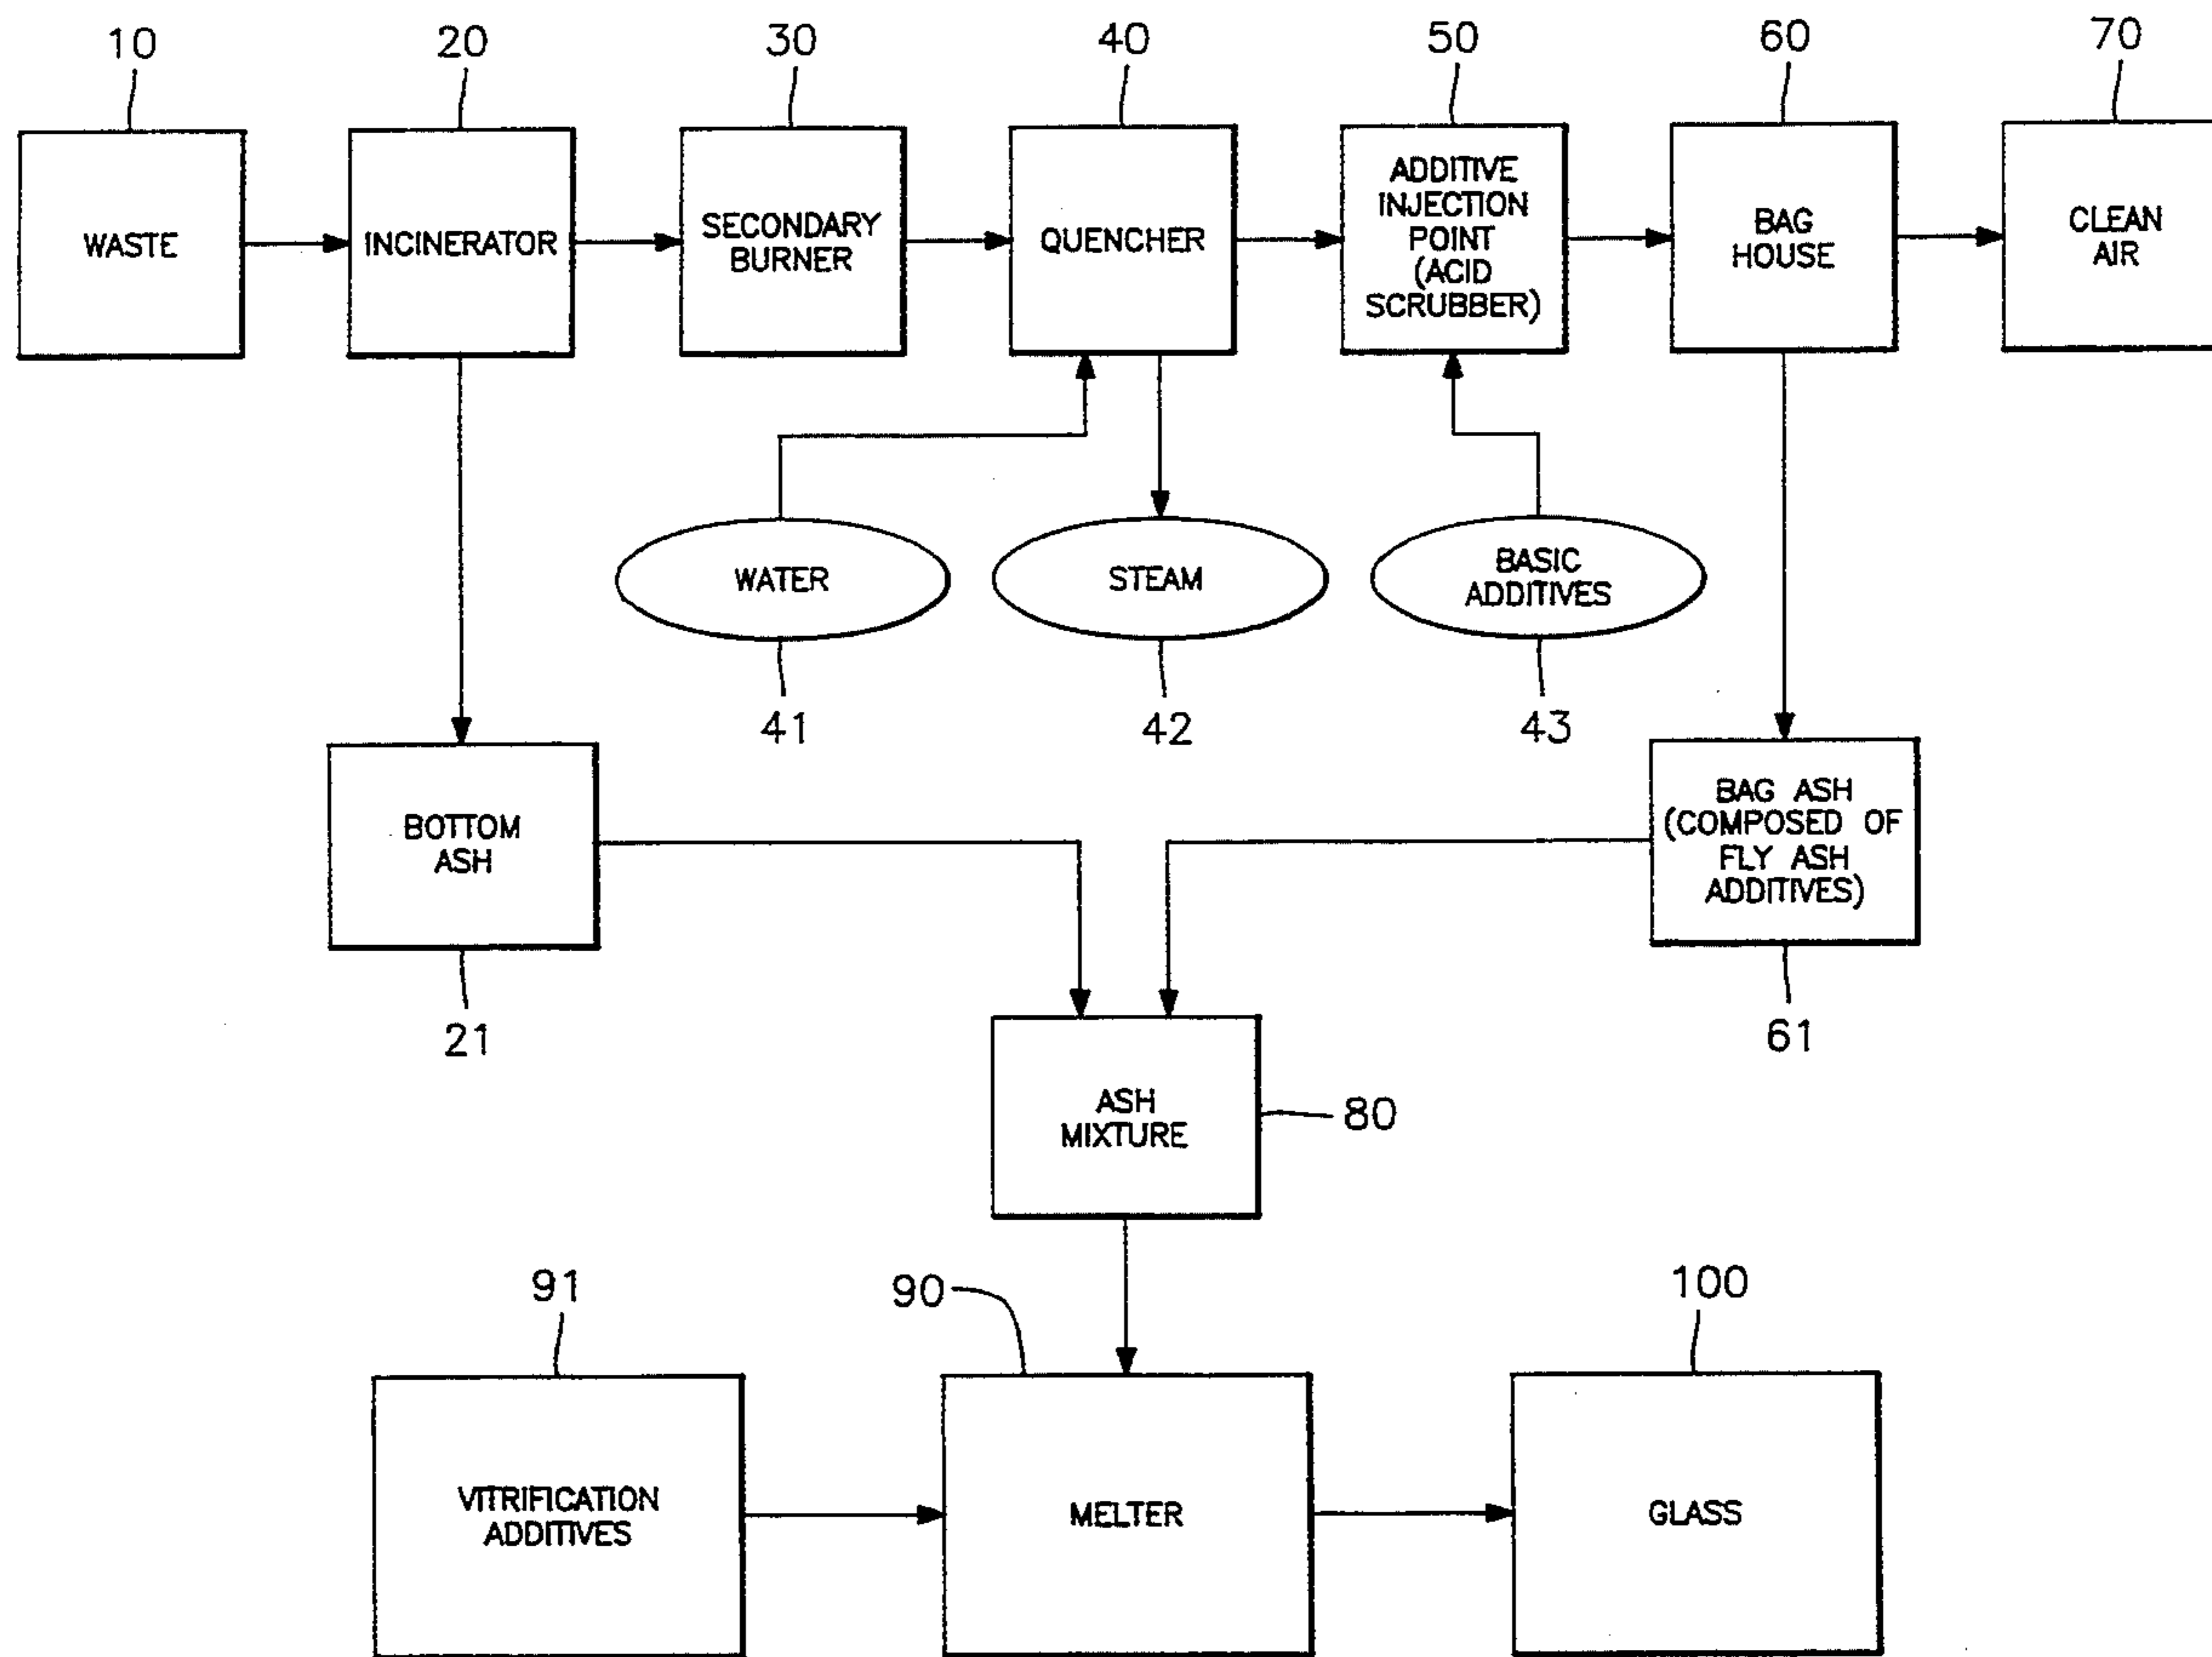 10
20
30
40
50
60
70
WASTE
INCINERATOR
SECONDARY
BURNER
QUENCHER
ADDITIVE
INJECTION
POINT
(ACID
SCRUBBER)
BAG
HOUSE
CLEAN
AIR
WATER
STEAM
BASIC
ADDITIVES
41
42
43
BOTTOM
ASH
BAG ASH
(COMPOSED OF
FLY ASH
ADDITIVES)
21
61
ASH
MIXTURE
80
91
90
100
VITRIFICATION
ADDITIVES
MELTER
GLASS